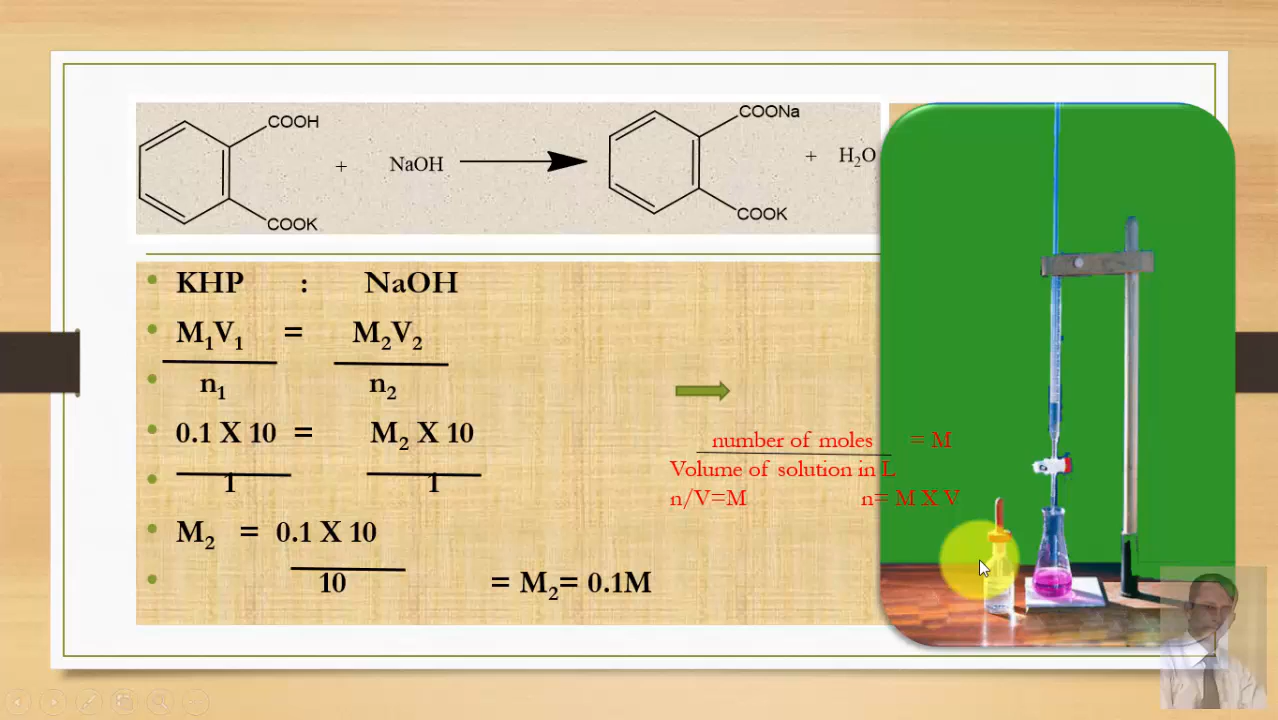 COOH
+ NaOH
COOK
COONa
+ H₂O
COOK
KHP : NaOH
M₁V₁ = M₂V₂
n₁ n₂
0.1 X 10 = M₂ X 10
1 1
M₂ = 0.1 X 10
10 = M₂= 0.1M
number of moles = M
Volume of solution in L
n/V=M n= M X V